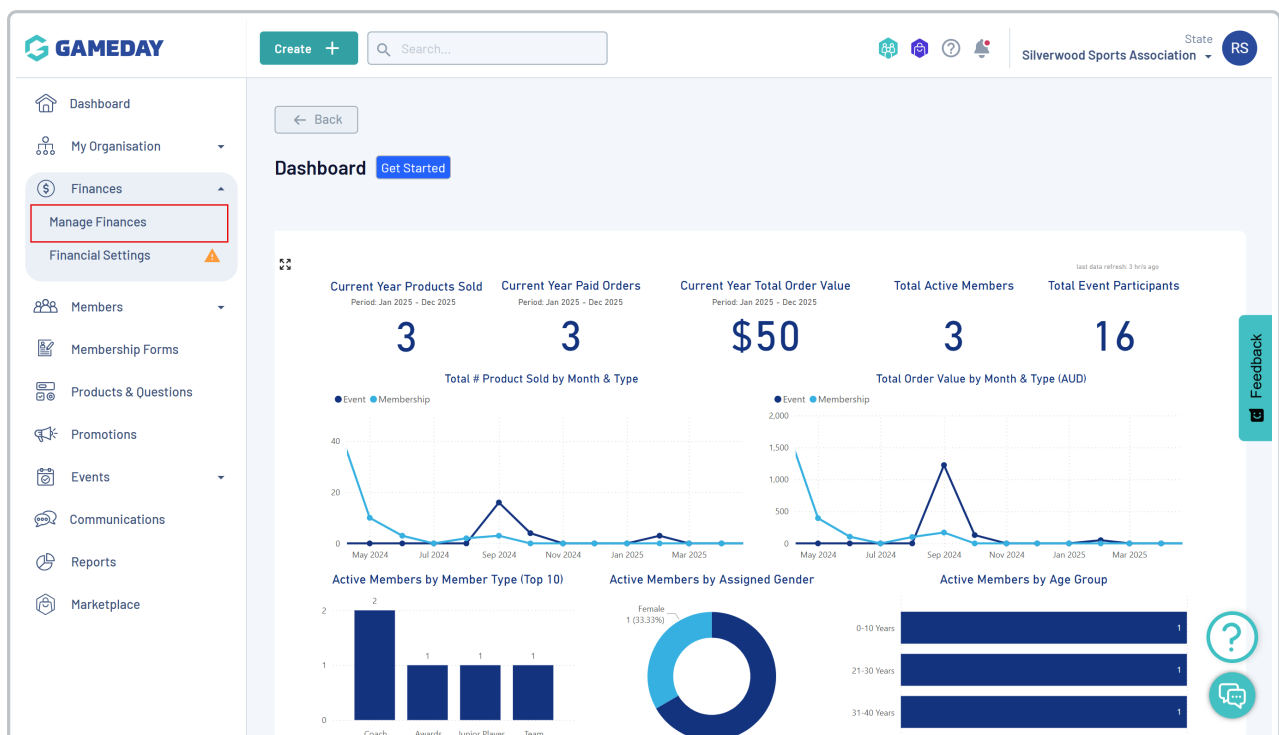 GAMEDAY
Create +
Search...
State
Silverwood Sports Association
RS
Dashboard
My Organisation
Finances
Manage Finances
Financial Settings
Members
Membership Forms
Products & Questions
Promotions
Events
Communications
Reports
Marketplace
← Back
Dashboard Get Started
last data refresh: 3 hr/s ago
Current Year Products Sold
Period: Jan 2025 - Dec 2025
3
Current Year Paid Orders
Period: Jan 2025 - Dec 2025
3
Current Year Total Order Value
Period: Jan 2025 - Dec 2025
$50
Total Active Members
3
Total Event Participants
16
Total # Product Sold by Month & Type
Event Membership
40
20
0
May 2024 Jul 2024 Sep 2024 Nov 2024 Jan 2025 Mar 2025
Total Order Value by Month & Type (AUD)
Event Membership
2,000
1,500
1,000
500
0
May 2024 Jul 2024 Sep 2024 Nov 2024 Jan 2025 Mar 2025
Active Members by Member Type (Top 10)
2
1
0
2
1
1
1
Coach Awards Junior Player Team
Active Members by Assigned Gender
Female
1 (33.33%)
Active Members by Age Group
0-10 Years 1
21-30 Years 1
31-40 Years 1
Feedback